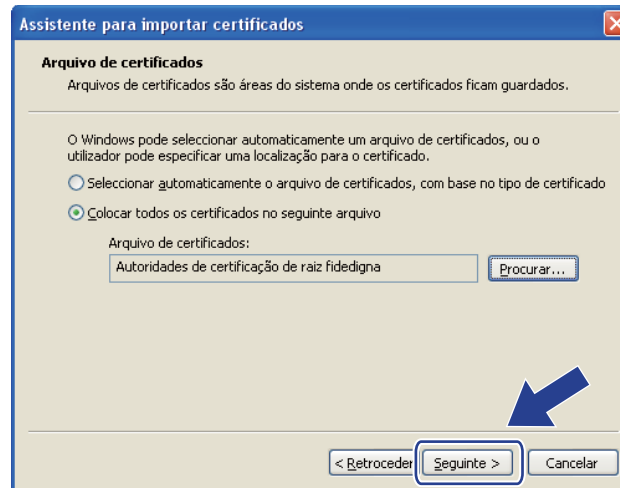 Assistente para importar certificados
Arquivo de certificados
Arquivos de certificados são áreas do sistema onde os certificados ficam guardados.
O Windows pode seleccionar automaticamente um arquivo de certificados, ou o
utilizador pode especificar uma localização para o certificado.
Seleccionar automaticamente o arquivo de certificados, com base no tipo de certificado
Colocar todos os certificados no seguinte arquivo
Arquivo de certificados:
Autoridades de certificação de raiz fidedigna
Procurar...
< Retroceder
Seguinte >
Cancelar